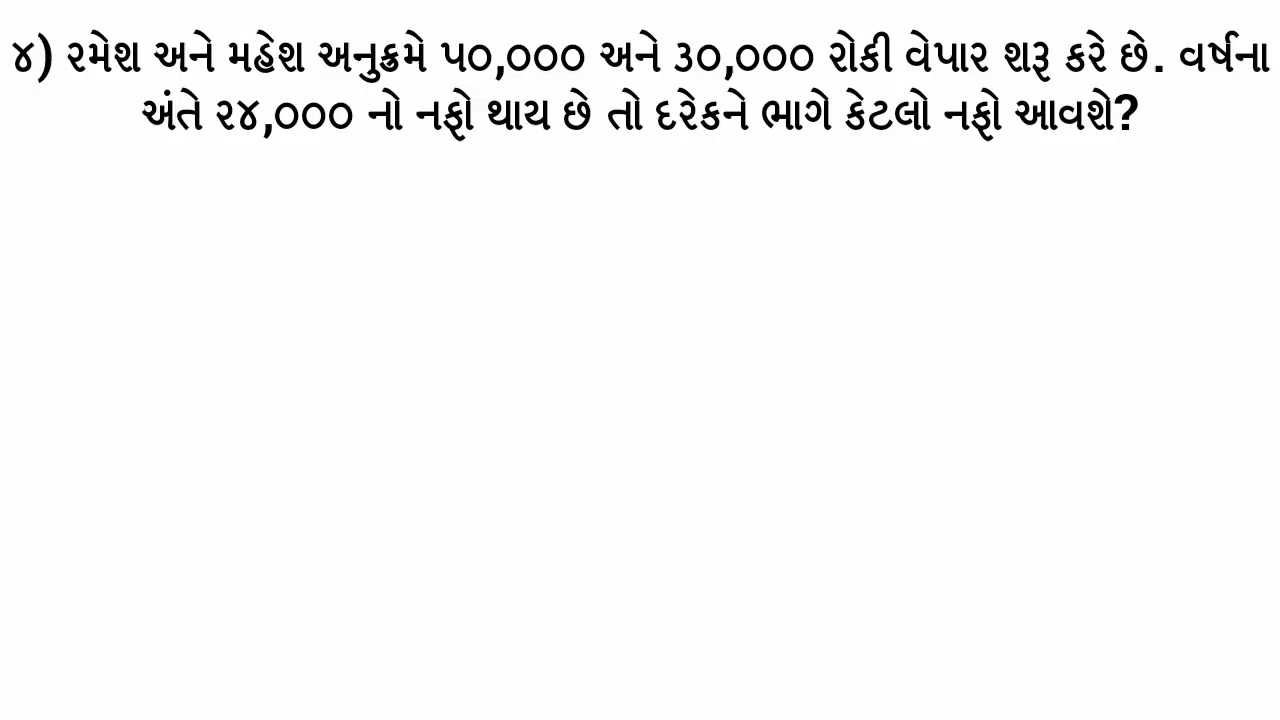 ૪) રમેશ અને મહેશ અનુક્રમે ૫૦,૦૦૦ અને ૩૦,૦૦૦ રોકી વેપાર શરૂ કરે છે. વર્ષના
અંતે ૨૪,૦૦૦ નો નફો થાય છે તો દરેકને ભાગે કેટલો નફો આવશે?